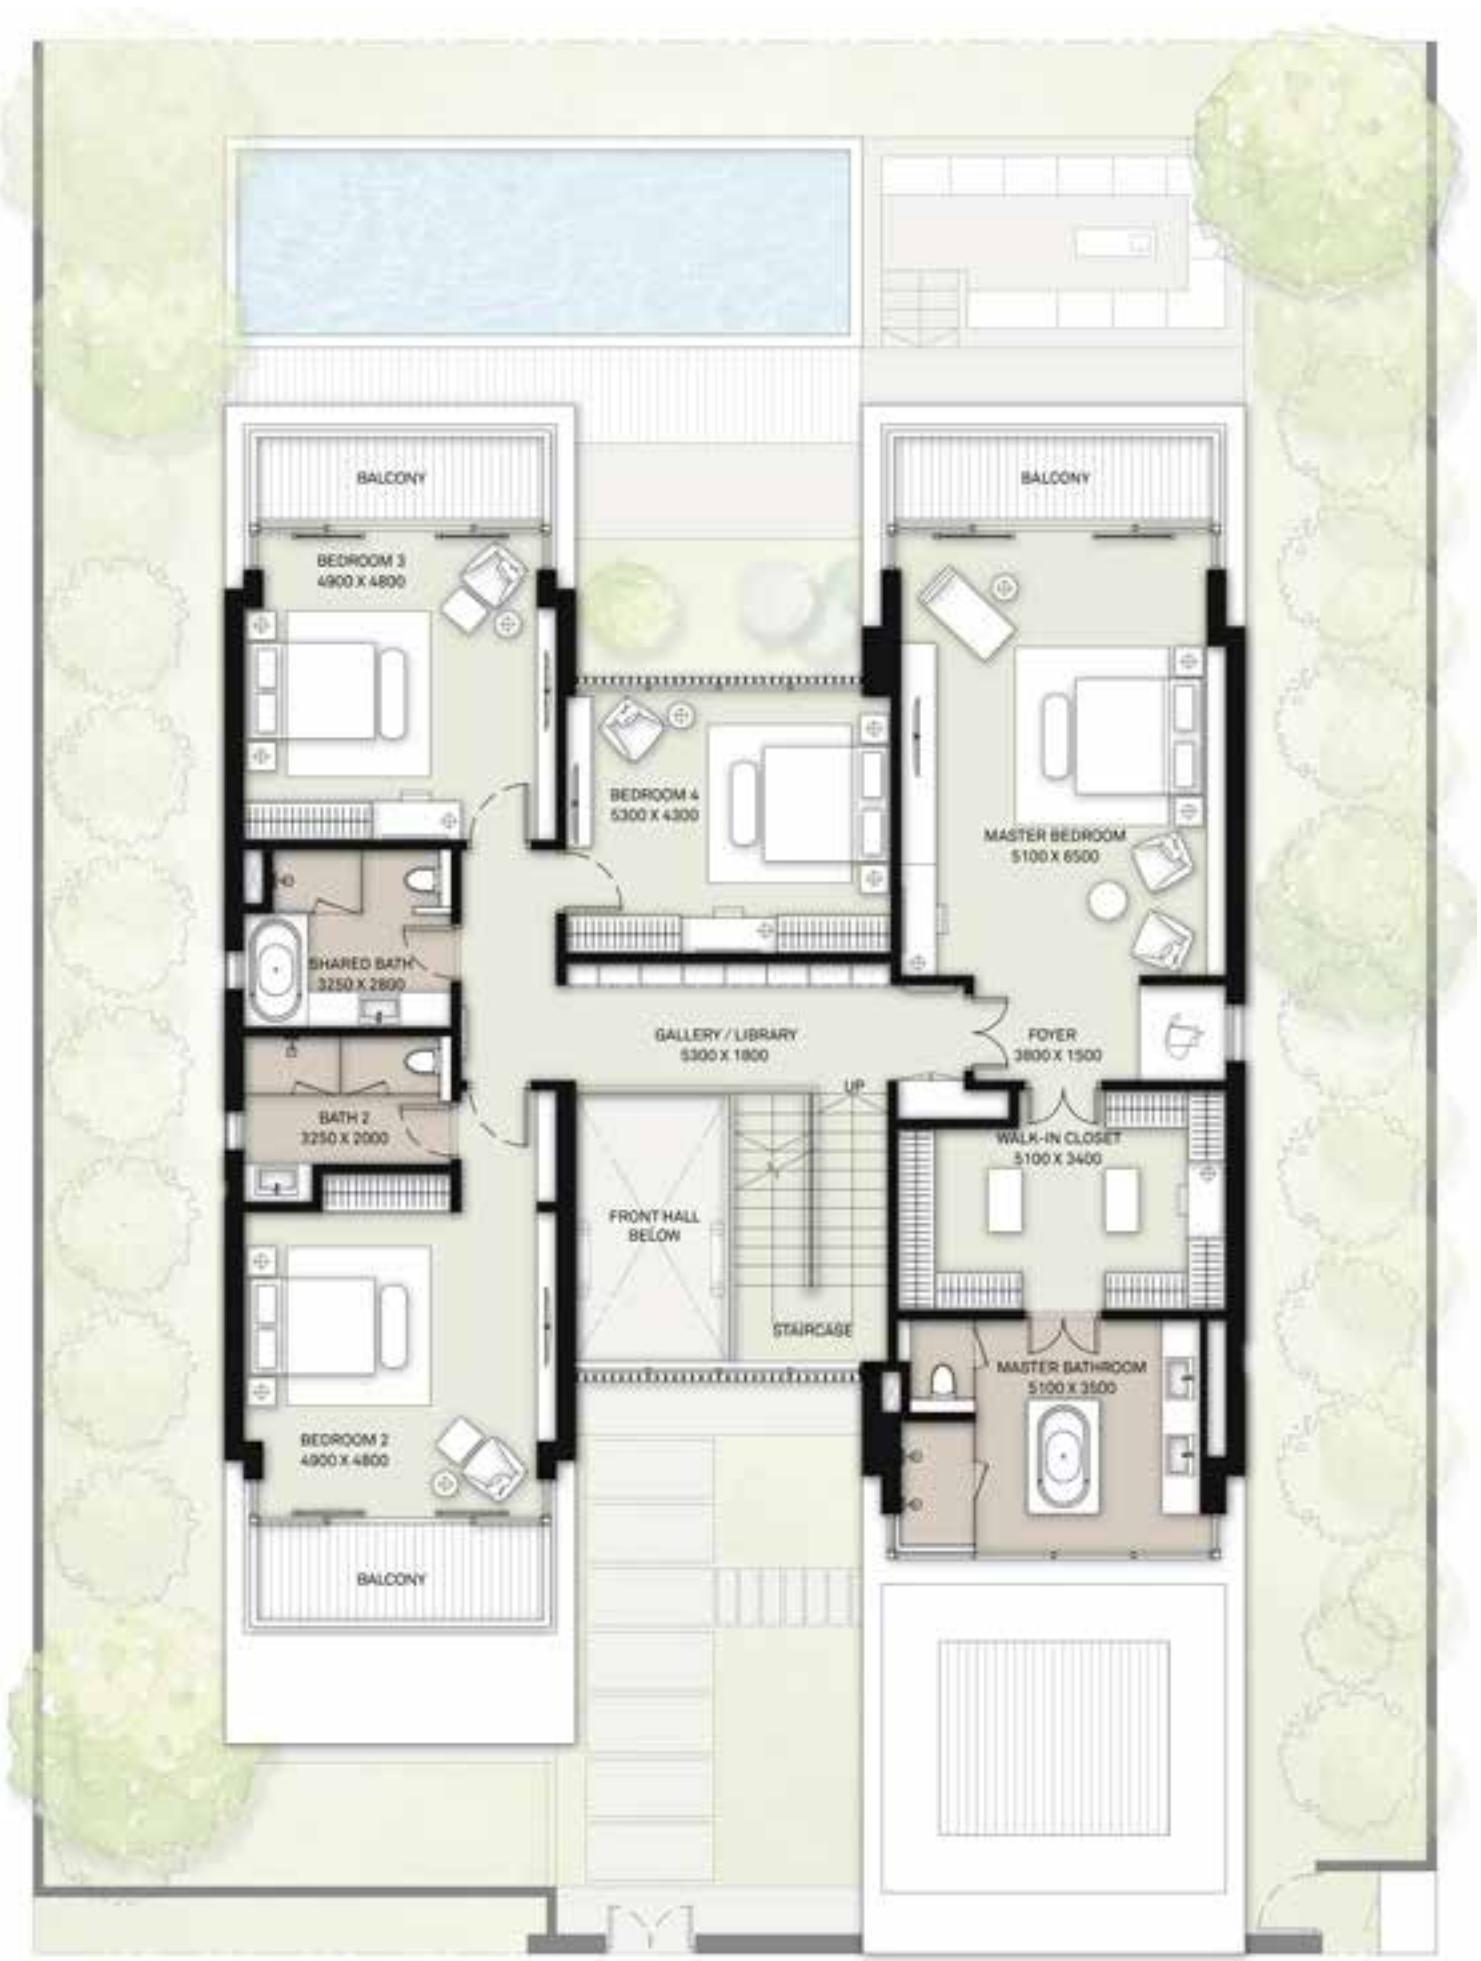 BALCONY
BALCONY
BEDROOM 3
4900 X 4800
BEDROOM 4
5300 X 4300
MASTER BEDROOM
5100 X 6500
SHARED BATH
3250 X 2800
GALLERY / LIBRARY
5300 X 1800
FOYER
3800 X 1500
UP
BATH 2
3250 X 2000
WALK-IN CLOSET
5100 X 3400
FRONT HALL
BELOW
STAIRCASE
MASTER BATHROOM
5100 X 3500
BEDROOM 2
4900 X 4800
BALCONY